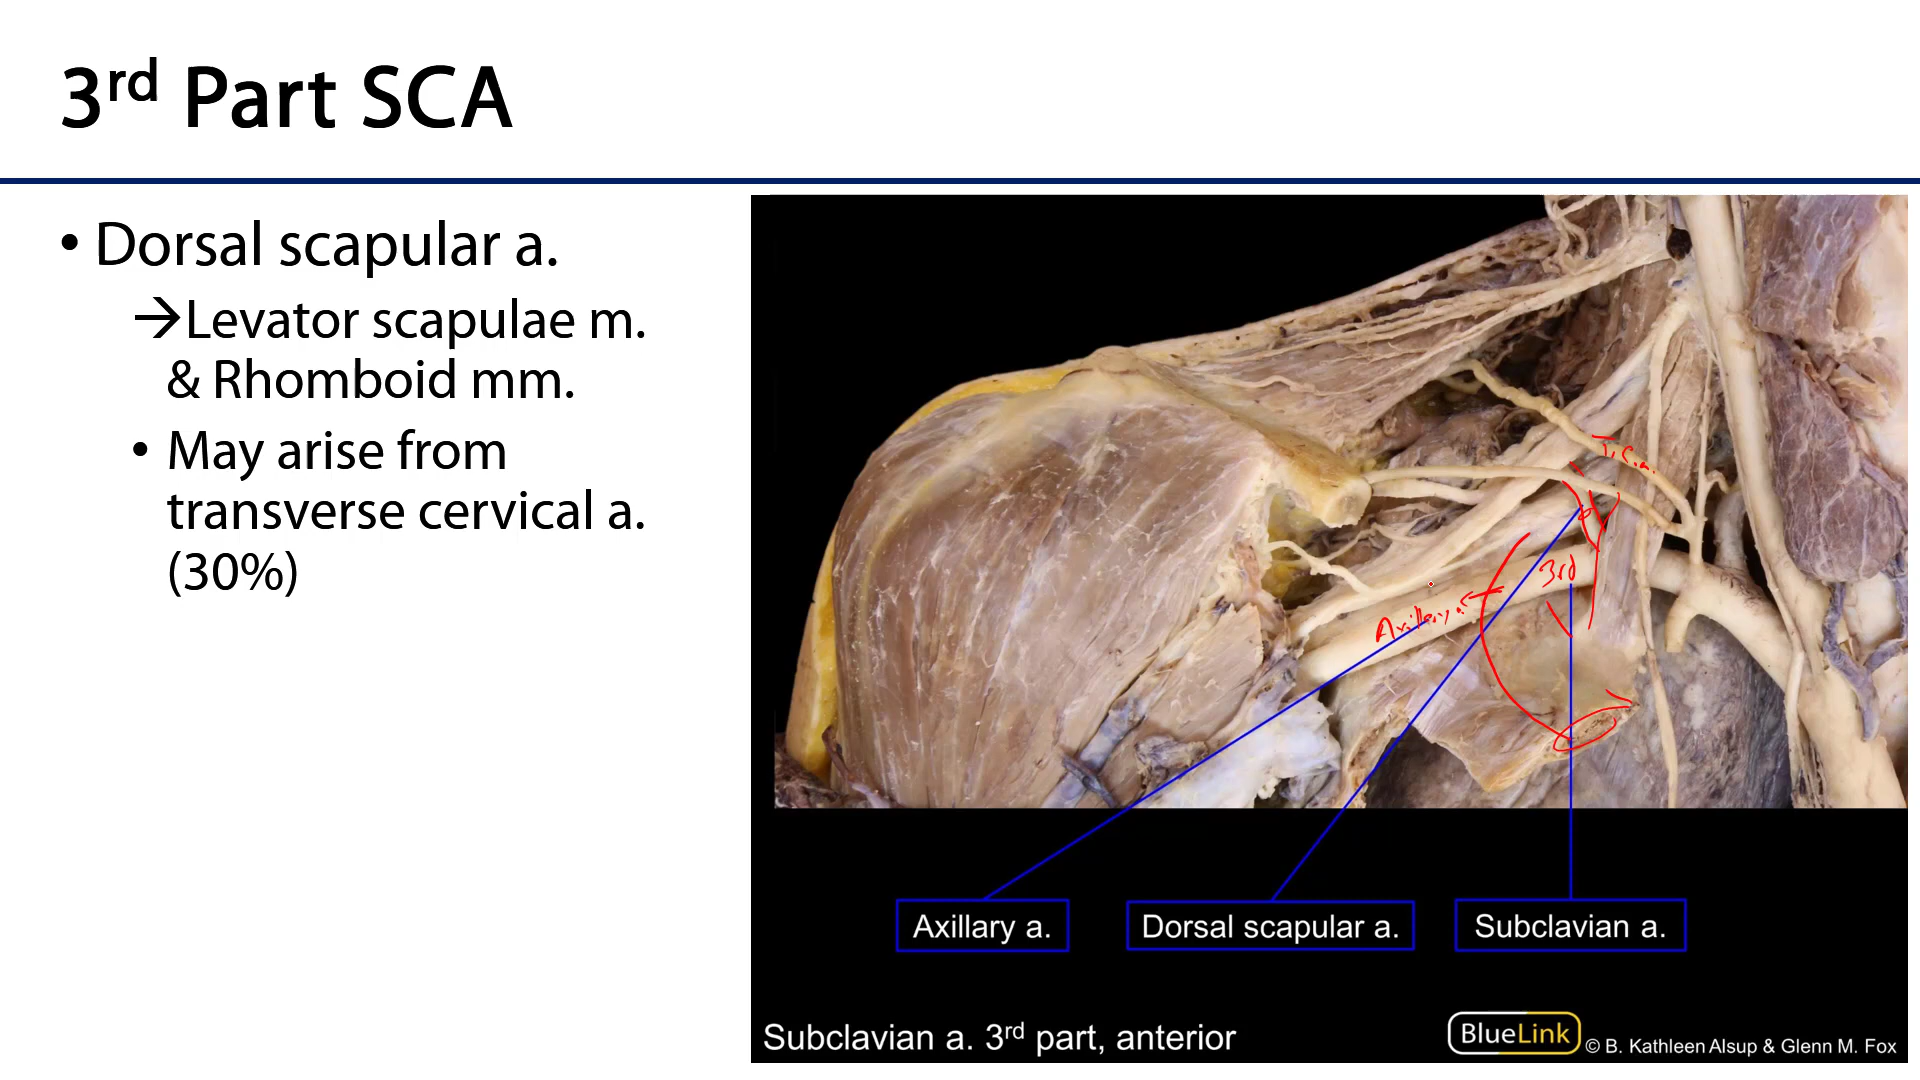 3rd Part SCA
• Dorsal scapular a.
→Levator scapulae m.
& Rhomboid mm.
• May arise from
transverse cervical a.
(30%)
T.C.a.
3rd
Axillary a.
Axillary a.
Dorsal scapular a.
Subclavian a.
Subclavian a. 3rd part, anterior
BlueLink
© B. Kathleen Alsup & Glenn M. Fox